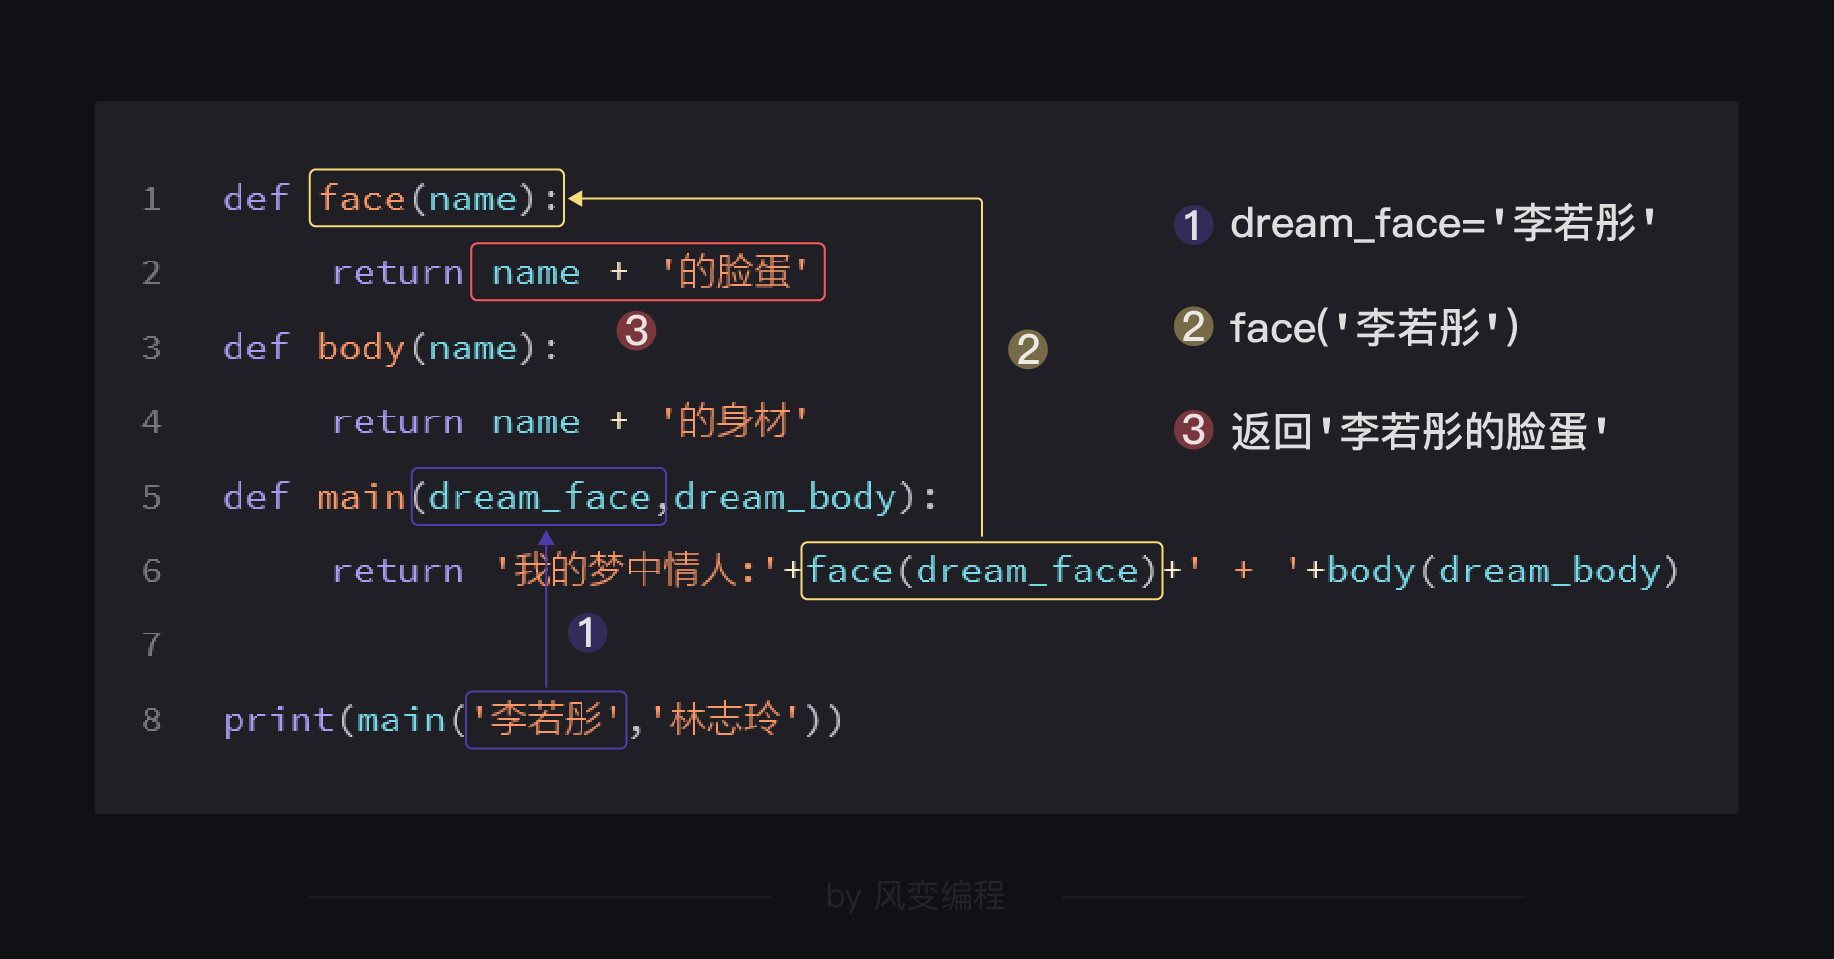 1 def face(name):
2 return name + '的脸蛋'
3
3 def body(name):
4 return name + '的身材'
5 def main(dream_face,dream_body):
6 return '我的梦中情人:'+face(dream_face)+' + '+body(dream_body)
7
8 print(main('李若彤','林志玲'))
2
1
1 dream_face='李若彤'
2 face('李若彤')
3 返回'李若彤的脸蛋'
by 风变编程